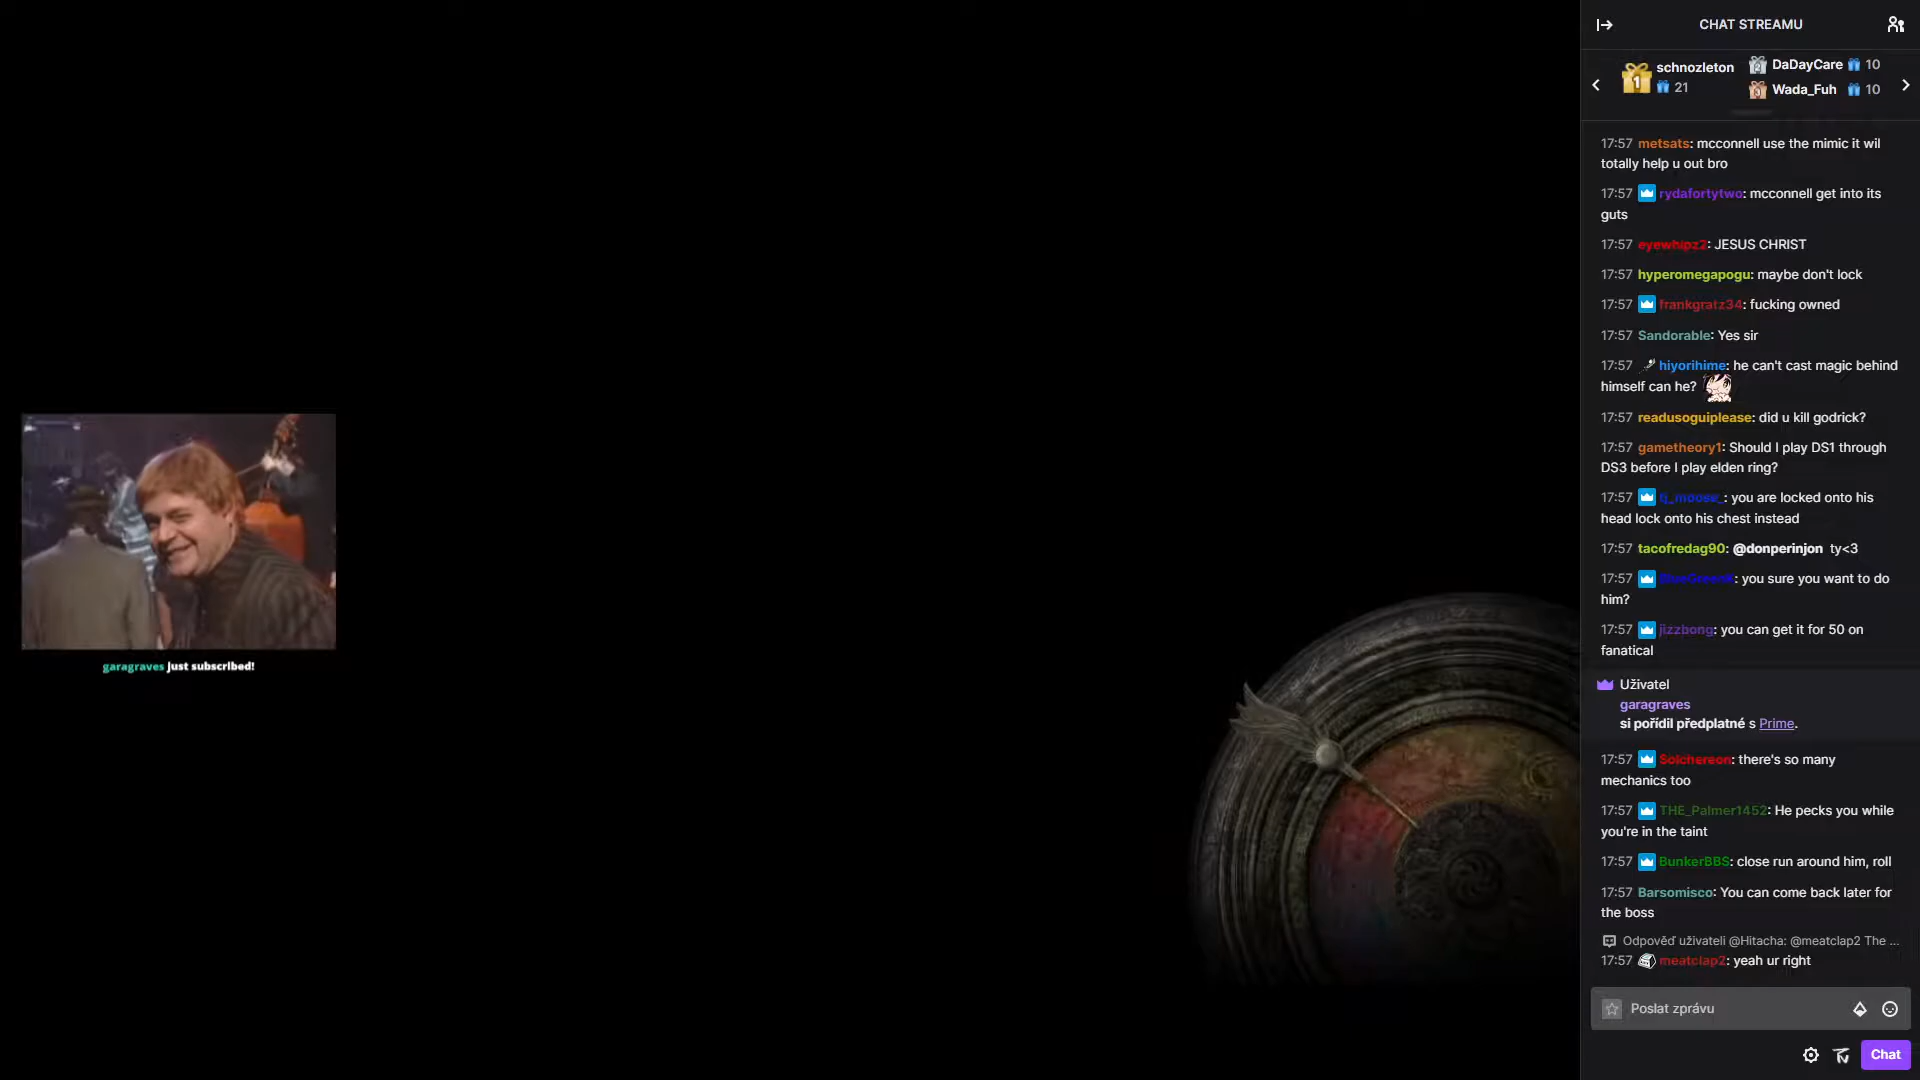 CHAT STREAMU
schnozleton
21
DaDayCare 10
Wada_Fuh 10
17:57 metsats: mcconnell use the mimic it wil
totally help u out bro
17:57 rydafortytwo: mcconnell get into its
guts
17:57 eyewhipz2: JESUS CHRIST
17:57 hyperomegapogu: maybe don't lock
17:57 frankgratz34: fucking owned
17:57 Sandorable: Yes sir
17:57 hiyorihime: he can't cast magic behind
himself can he?
17:57 readusoguiplease: did u kill godrick?
17:57 gametheory1: Should I play DS1 through
DS3 before I play elden ring?
17:57 tj_moose_: you are locked onto his
head lock onto his chest instead
17:57 tacofredag90: @donperinjon ty<3
17:57 : you sure you want to do
him?
17:57 jizzbong: you can get it for 50 on
fanatical
Uživatel
garagraves
si pořídil předplatné s Prime.
17:57 Solchereon: there's so many
mechanics too
17:57 THE_Palmer1452: He pecks you while
you're in the taint
17:57 BunkerBBS: close run around him, roll
17:57 Barsomisco: You can come back later for
the boss
Odpověď uživateli @Hitacha: @meatclap2 The ...
17:57 meatclap2: yeah ur right
Poslat zprávu
Chat
garagraves just subscribed!